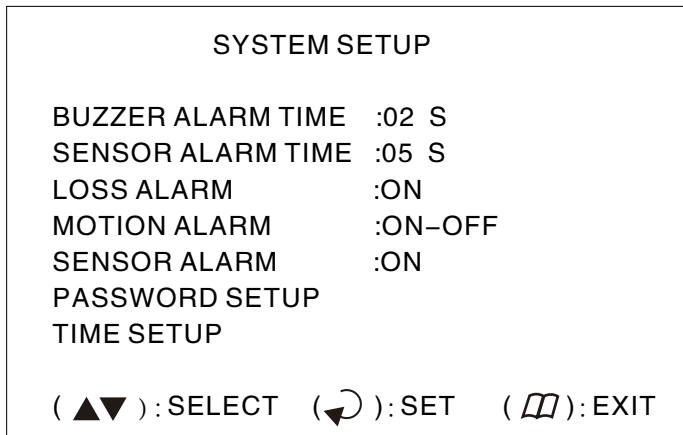 SYSTEM SETUP
BUZZER ALARM TIME :02 S
SENSOR ALARM TIME :05 S
LOSS ALARM :ON
MOTION ALARM :ON–OFF
SENSOR ALARM :ON
PASSWORD SETUP
TIME SETUP
( ▲▼ ) : SELECT ( ) : SET ( ) : EXIT